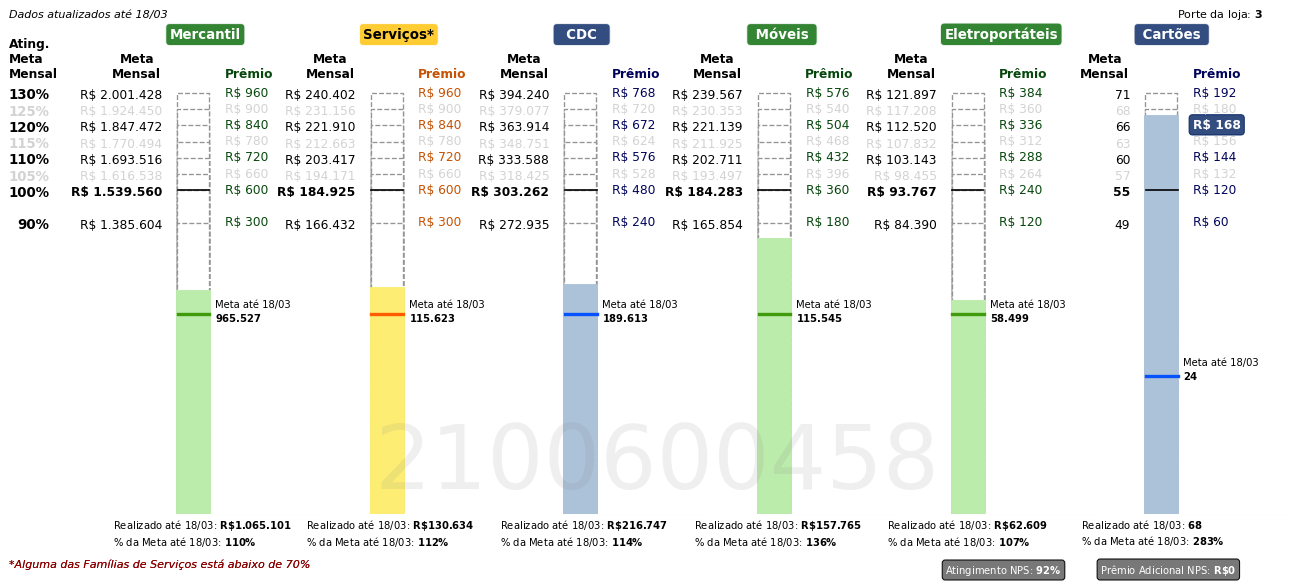 Dados atualizados até 18/03 Porte da loja: 3
Mercantil Serviços* CDC Móveis Eletroportáteis Cartões
Ating. Meta Mensal Meta Mensal Prêmio Meta Mensal Prêmio Meta Mensal Prêmio Meta Mensal Prêmio Meta Mensal Prêmio Meta Mensal Prêmio
130% R$ 2.001.428 R$ 960 R$ 240.402 R$ 960 R$ 394.240 R$ 768 R$ 239.567 R$ 576 R$ 121.897 R$ 384 71 R$ 192
125% R$ 1.924.450 R$ 900 R$ 231.156 R$ 900 R$ 379.077 R$ 720 R$ 230.353 R$ 540 R$ 117.208 R$ 360 68 R$ 180
120% R$ 1.847.472 R$ 840 R$ 221.910 R$ 840 R$ 363.914 R$ 672 R$ 221.139 R$ 504 R$ 112.520 R$ 336 66 R$ 168
115% R$ 1.770.494 R$ 780 R$ 212.663 R$ 780 R$ 348.751 R$ 624 R$ 211.925 R$ 468 R$ 107.832 R$ 312 63 R$ 156
110% R$ 1.693.516 R$ 720 R$ 203.417 R$ 720 R$ 333.588 R$ 576 R$ 202.711 R$ 432 R$ 103.143 R$ 288 60 R$ 144
105% R$ 1.616.538 R$ 660 R$ 194.171 R$ 660 R$ 318.425 R$ 528 R$ 193.497 R$ 396 R$ 98.455 R$ 264 57 R$ 132
100% R$ 1.539.560 R$ 600 R$ 184.925 R$ 600 R$ 303.262 R$ 480 R$ 184.283 R$ 360 R$ 93.767 R$ 240 55 R$ 120
90% R$ 1.385.604 R$ 300 R$ 166.432 R$ 300 R$ 272.935 R$ 240 R$ 165.854 R$ 180 R$ 84.390 R$ 120 49 R$ 60
Meta até 18/03 Meta até 18/03 Meta até 18/03 Meta até 18/03 Meta até 18/03
965.527 115.623 189.613 115.545 58.499
Meta até 18/03
24
2100600458
Realizado até 18/03: R$1.065.101 Realizado até 18/03: R$130.634 Realizado até 18/03: R$216.747 Realizado até 18/03: R$157.765 Realizado até 18/03: R$62.609 Realizado até 18/03: 68
% da Meta até 18/03: 110% % da Meta até 18/03: 112% % da Meta até 18/03: 114% % da Meta até 18/03: 136% % da Meta até 18/03: 107% % da Meta até 18/03: 283%
*Alguma das Famílias de Serviços está abaixo de 70% Atingimento NPS: 92% Prêmio Adicional NPS: R$0